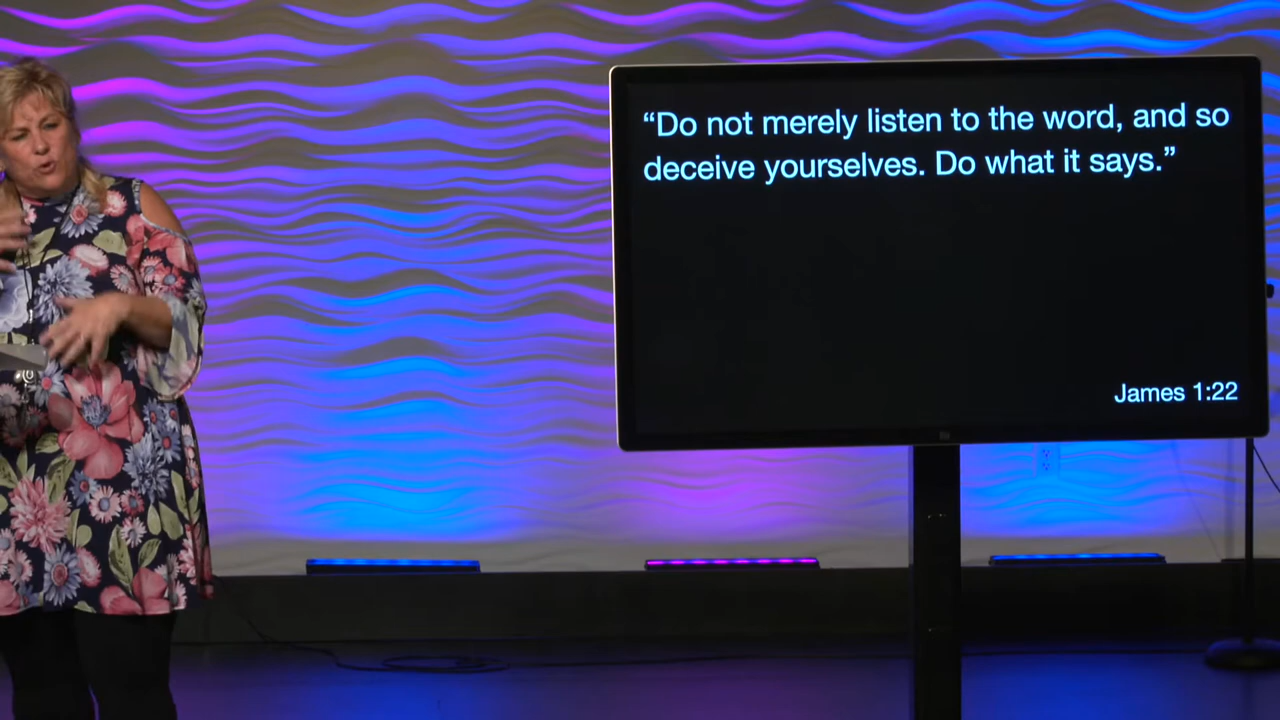 “Do not merely listen to the word, and so
deceive yourselves. Do what it says.”
James 1:22